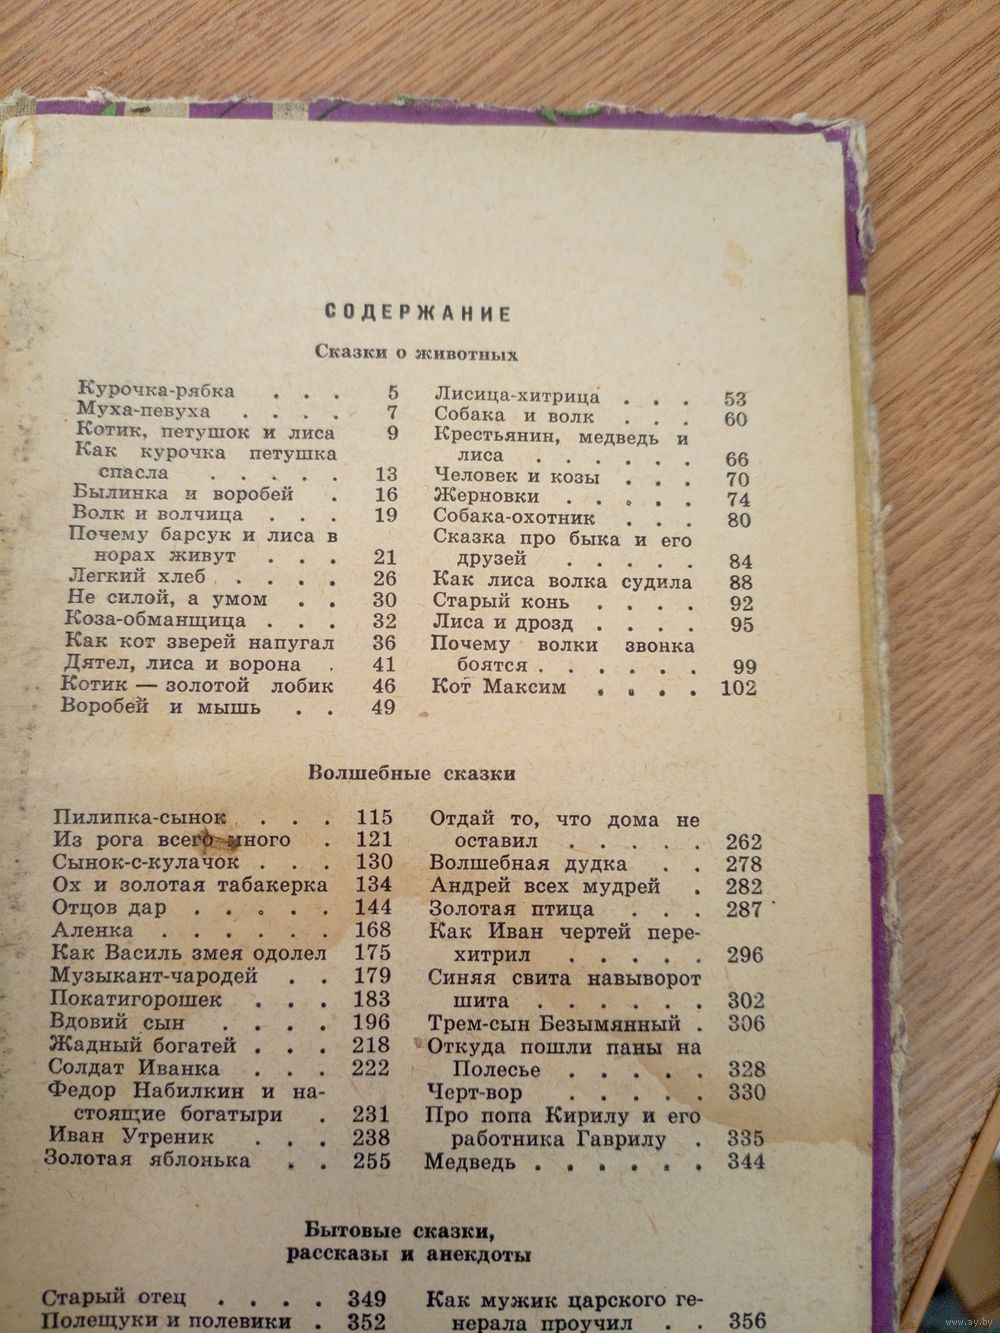 СОДЕРЖАНИЕ
Сказки о животных
Курочка-рябка . . . 5
Муха-певуха . . . . 7
Котик, петушок и лиса 9
Как курочка петушка
спасла . . . . . 13
Былинка и воробей . 16
Волк и волчица . . . 19
Почему барсук и лиса в
норах живут . . . 21
Легкий хлеб . . . . 26
Не силой, а умом . . 30
Коза-обманщица . . . 32
Как кот зверей напугал 36
Дятел, лиса и ворона . 41
Котик — золотой лобик 46
Воробей и мышь . . 49
Лисица-хитрица . . . 53
Собака и волк . . . 60
Крестьянин, медведь и
лиса . . . . . . 66
Человек и козы . . . 70
Жерновки . . . . 74
Собака-охотник . . . 80
Сказка про быка и его
друзей . . . . . 84
Как лиса волка судила 88
Старый конь . . . . 92
Лиса и дрозд . . . . 95
Почему волки звонка
боятся . . . . . . 99
Кот Максим . . . . 102
Волшебные сказки
Пилипка-сынок . . . 115
Из рога всего много . 121
Сынок-с-кулачок . . . 130
Ох и золотая табакерка 134
Отцов дар . . . . . 144
Аленка . . . . . . 168
Как Василь змея одолел 175
Музыкант-чародей . . 179
Покатигорошек . . . 183
Вдовий сын . . . . 196
Жадный богатей . . . 218
Солдат Иванка . . . 222
Федор Набилкин и на-
стоящие богатыри . 231
Иван Утреник . . . 238
Золотая яблонька . . 255
Отдай то, что дома не
оставил . . . . . 262
Волшебная дудка . . 278
Андрей всех мудрей . 282
Золотая птица . . . 287
Как Иван чертей пере-
хитрил . . . . . 296
Синяя свита навыворот
шита . . . . . . 302
Трем-сын Безымянный . 306
Откуда пошли паны на
Полесье . . . . . 328
Черт-вор . . . . . 330
Про попа Кирилу и его
работника Гаврилу . 335
Медведь . . . . . . 344
Бытовые сказки,
рассказы и анекдоты
Старый отец . . . . 349
Полещуки и полевики . 352
Как мужик царского ге-
нерала проучил . . 356
www.ay.by